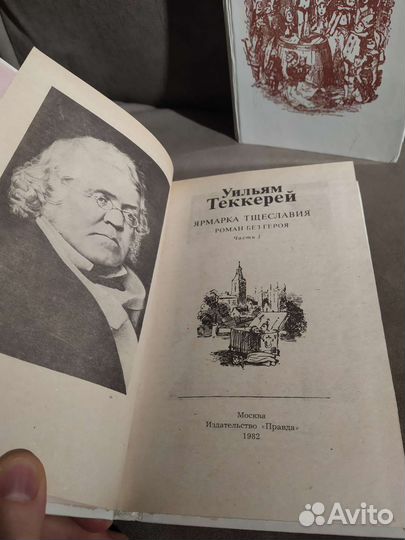 Уильям
Теккерей
ЯРМАРКА ТЩЕСЛАВИЯ
РОМАН БЕЗ ГЕРОЯ
Часть I
Москва
Издательство «Правда»
1982
Avito